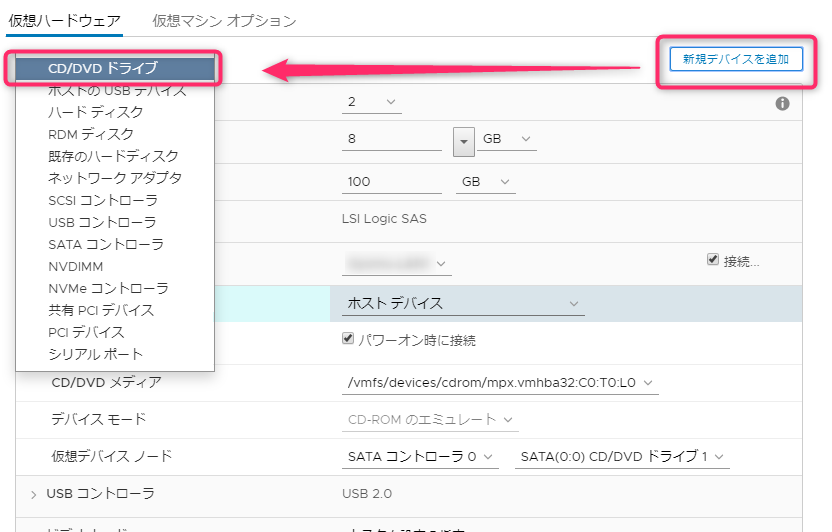 仮想ハードウェア 仮想マシン オプション
新規デバイスを追加
CD/DVD ドライブ
ホストの USB デバイス
ハード ディスク
RDM ディスク
既存のハードディスク
ネットワーク アダプタ
SCSI コントローラ
USB コントローラ
SATA コントローラ
NVDIMM
NVMe コントローラ
共有 PCI デバイス
PCI デバイス
シリアル ポート
2
8 GB
100 GB
LSI Logic SAS
接続...
ホスト デバイス
パワーオン時に接続
CD/DVD メディア /vmfs/devices/cdrom/mpx.vmhba32:C0:T0:L0
デバイス モード CD-ROM のエミュレート
仮想デバイス ノード SATA コントローラ 0 SATA(0:0) CD/DVD ドライブ 1
USB コントローラ USB 2.0